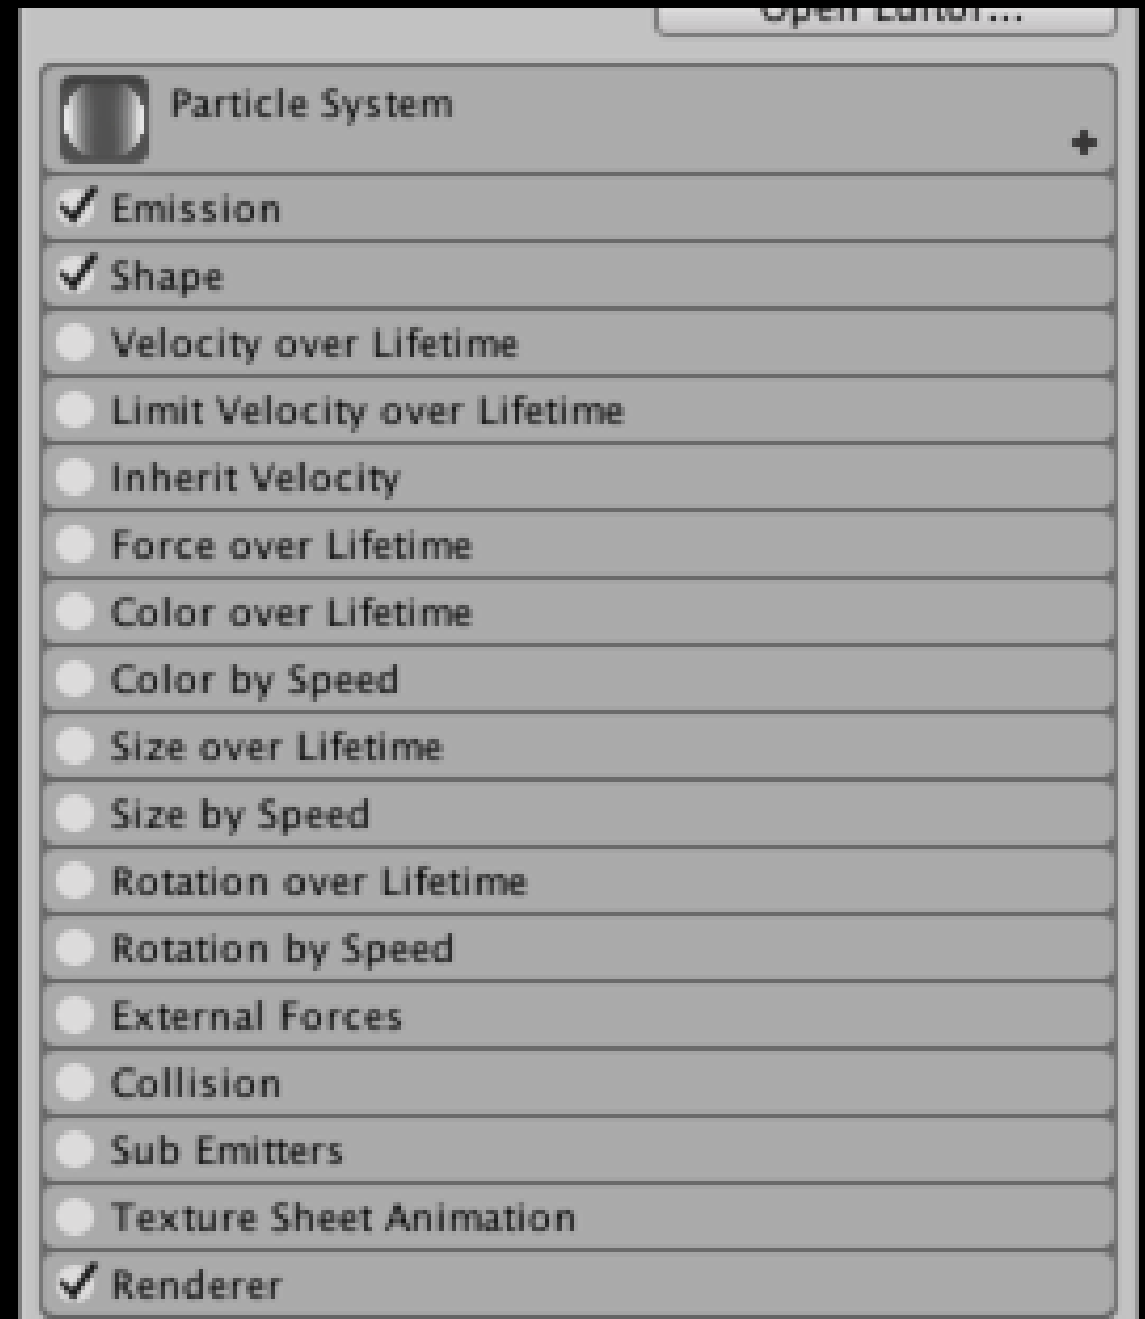 Open Editor...
Particle System
Emission
Shape
Velocity over Lifetime
Limit Velocity over Lifetime
Inherit Velocity
Force over Lifetime
Color over Lifetime
Color by Speed
Size over Lifetime
Size by Speed
Rotation over Lifetime
Rotation by Speed
External Forces
Collision
Sub Emitters
Texture Sheet Animation
Renderer